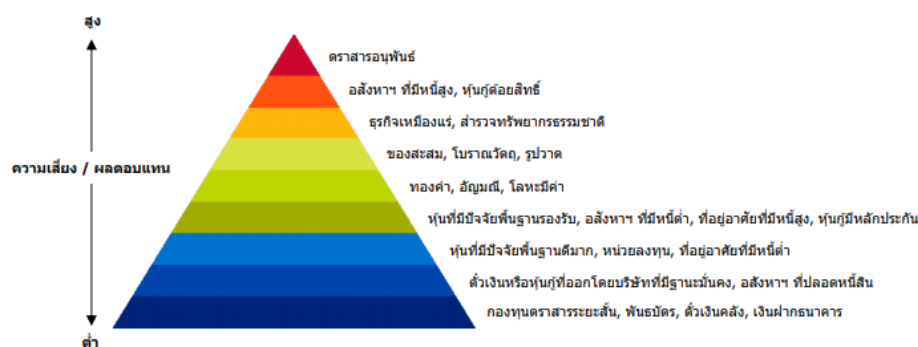 สูง
ตราสารอนุพันธ์
อสังหาฯ ที่มีหนี้สูง, หุ้นกู้ด้อยสิทธิ์
ธุรกิจเหมืองแร่, สำรวจทรัพยากรธรรมชาติ
ของสะสม, โบราณวัตถุ, รูปวาด
ความเสี่ยง / ผลตอบแทน
ทองคำ, อัญมณี, โลหะมีค่า
หุ้นที่มีปัจจัยพื้นฐานรองรับ, อสังหาฯ ที่มีหนี้ต่ำ, ที่อยู่อาศัยที่มีหนี้สูง, หุ้นกู้มีหลักประกัน
หุ้นที่มีปัจจัยพื้นฐานดีมาก, หน่วยลงทุน, ที่อยู่อาศัยที่มีหนี้ต่ำ
ตั๋วเงินหรือหุ้นกู้ที่ออกโดยบริษัทที่มีฐานะมั่นคง, อสังหาฯ ที่ปลอดหนี้สิน
กองทุนตราสารระยะสั้น, พันธบัตร, ตั๋วเงินคลัง, เงินฝากธนาคาร
ต่ำ